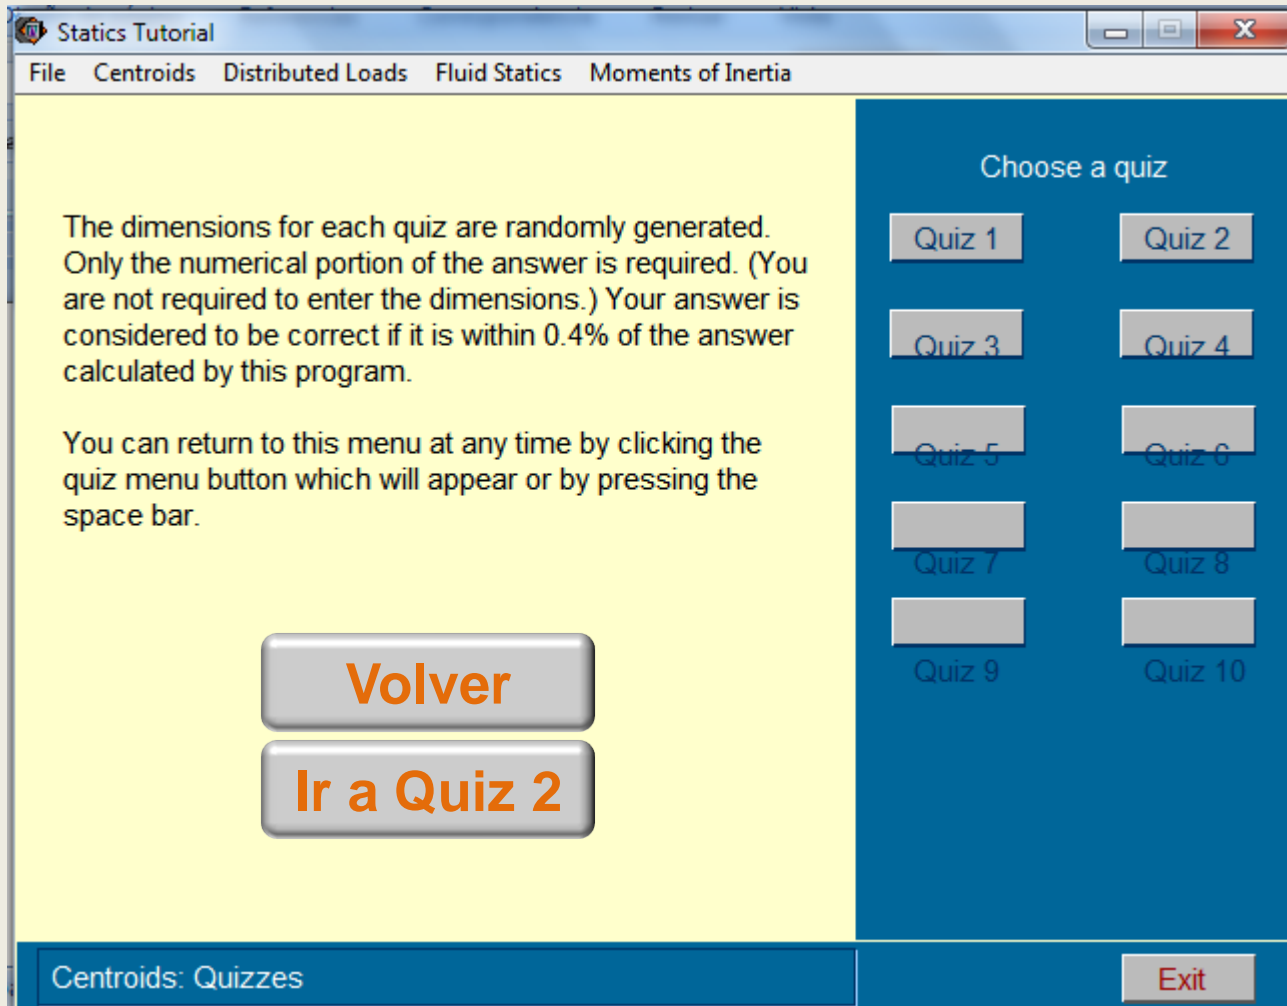 Statics Tutorial
File Centroids Distributed Loads Fluid Statics Moments of Inertia
Choose a quiz
The dimensions for each quiz are randomly generated.
Only the numerical portion of the answer is required. (You
are not required to enter the dimensions.) Your answer is
considered to be correct if it is within 0.4% of the answer
calculated by this program.
You can return to this menu at any time by clicking the
quiz menu button which will appear or by pressing the
space bar.
Quiz 1 Quiz 2
Quiz 3 Quiz 4
Quiz 5 Quiz 6
Quiz 7 Quiz 8
Quiz 9 Quiz 10
Volver
Ir a Quiz 2
Centroids: Quizzes
Exit